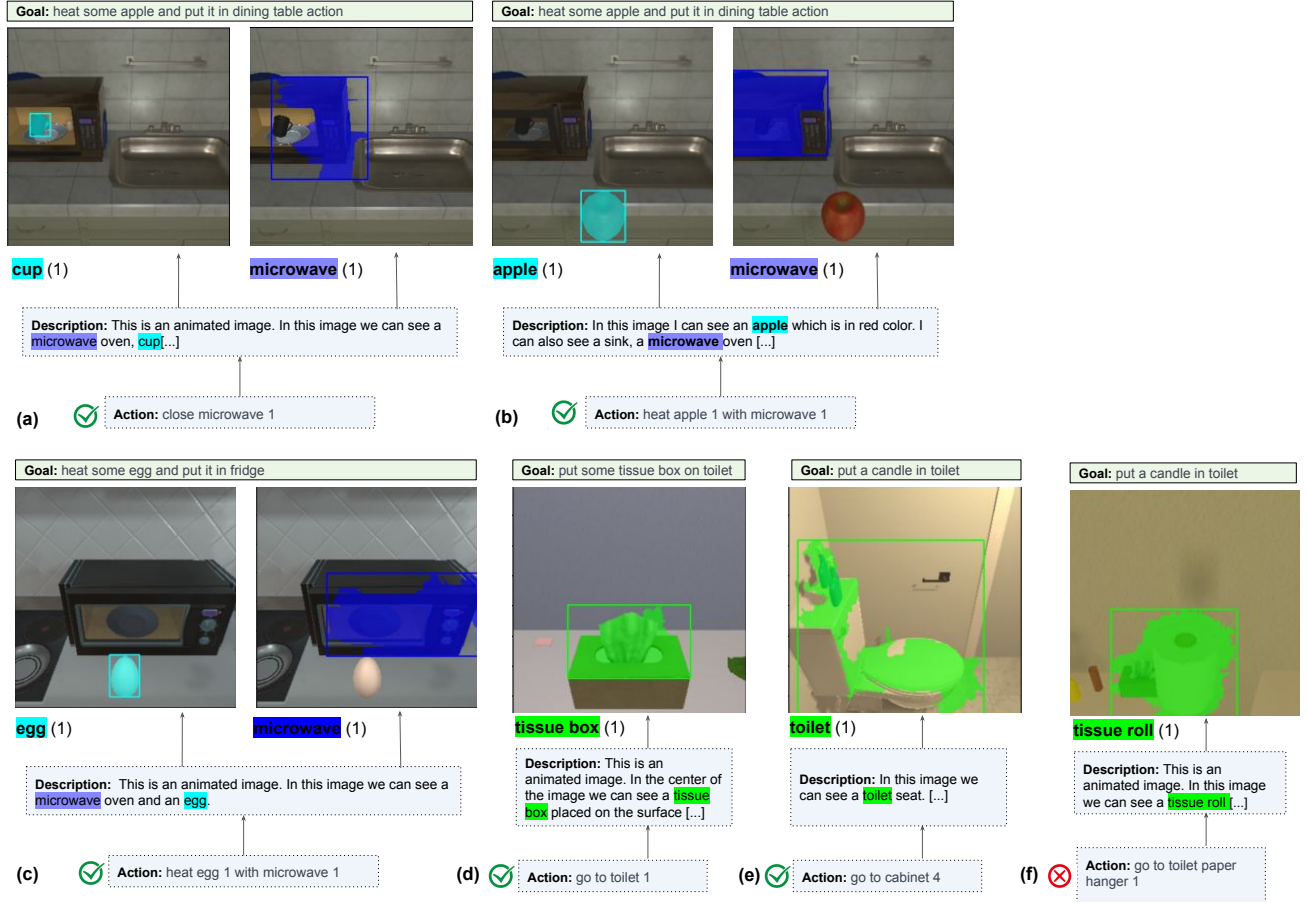 Goal: heat some apple and put it in dining table action
Goal: heat some apple and put it in dining table action
cup (1)
microwave (1)
apple (1)
microwave (1)
Description: This is an animated image. In this image we can see a
microwave oven, cup[...]
Description: In this image I can see an apple which is in red color. I
can also see a sink, a microwave oven [...]
(a)
Action: close microwave 1
(b)
Action: heat apple 1 with microwave 1
Goal: heat some egg and put it in fridge
Goal: put some tissue box on toilet
Goal: put a candle in toilet
Goal: put a candle in toilet
egg (1)
microwave (1)
tissue box (1)
toilet (1)
tissue roll (1)
Description: This is an animated image. In this image we can see a
microwave oven and an egg.
Description: This is an
animated image. In the center of
the image we can see a tissue
box placed on the surface [...]
Description: In this image we
can see a toilet seat. [...]
Description: This is an
animated image. In this image
we can see a tissue roll [...]
(c)
Action: heat egg 1 with microwave 1
(d)
Action: go to toilet 1
(e)
Action: go to cabinet 4
(f)
Action: go to toilet paper
hanger 1